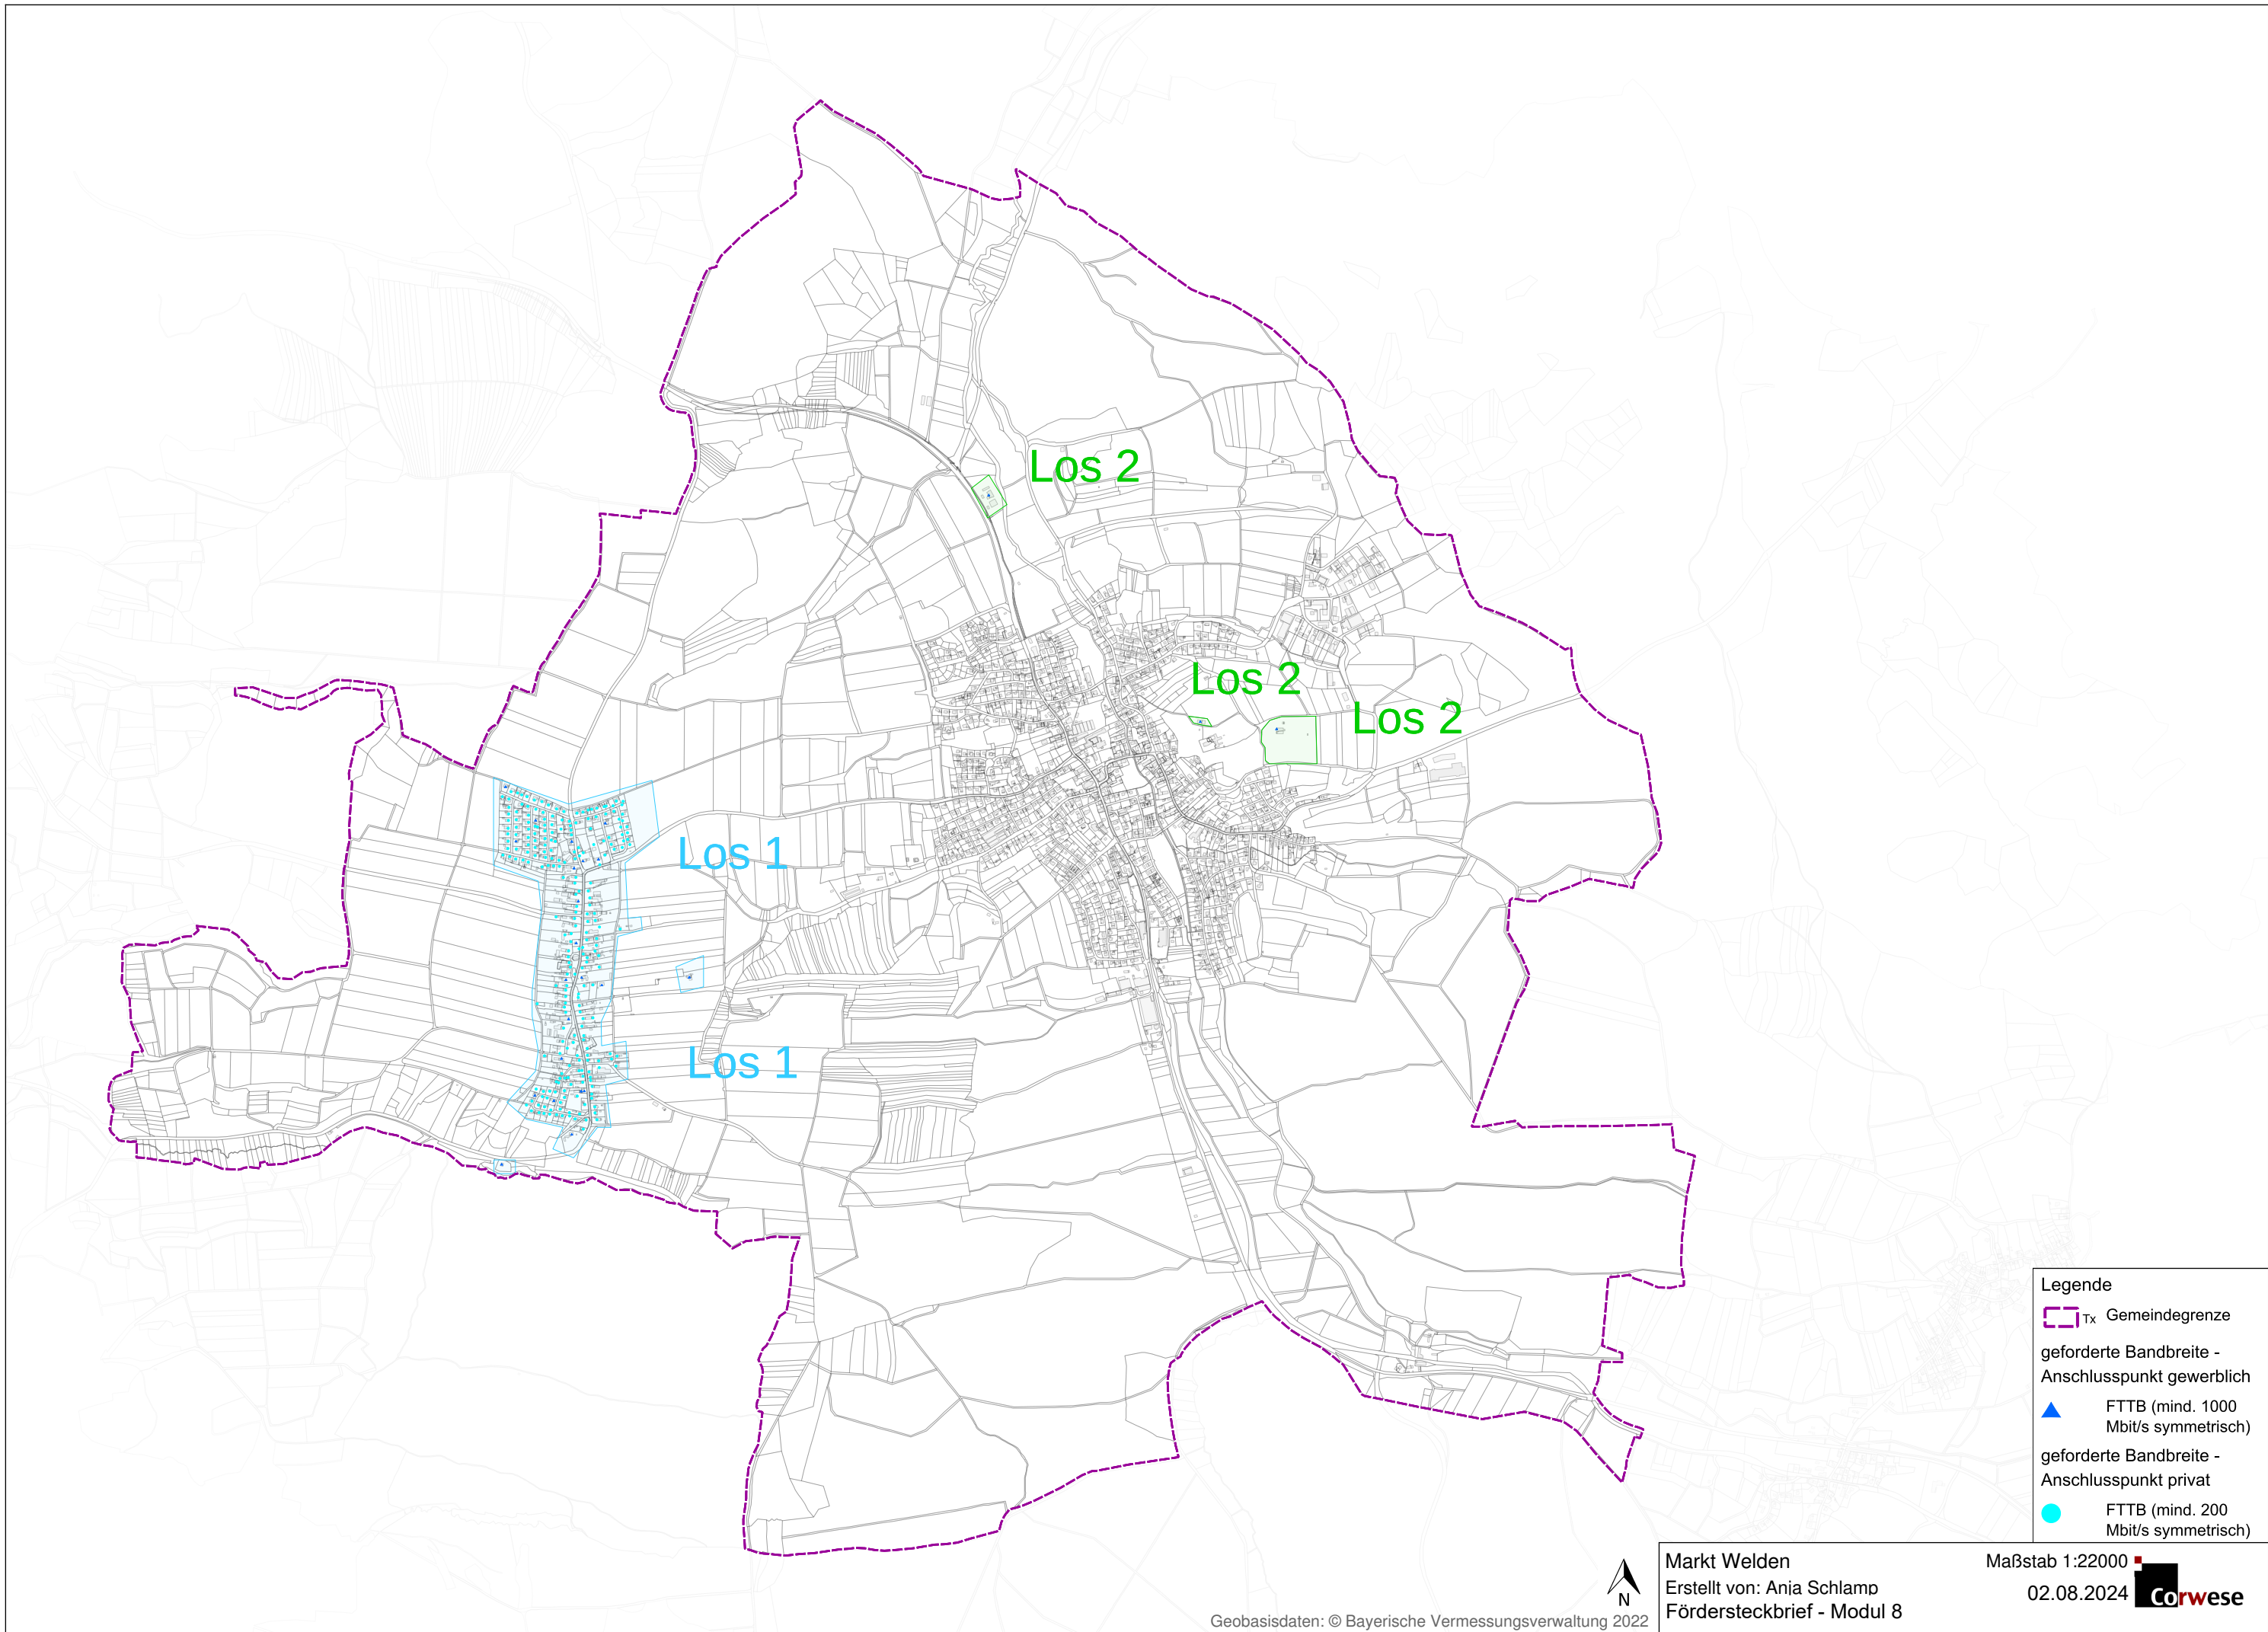 Los 2
Los 2
Los 2
Los 1
Los 1
Legende
Tx Gemeindegrenze
geforderte Bandbreite -
Anschlusspunkt gewerblich
FTTB (mind. 1000
Mbit/s symmetrisch)
geforderte Bandbreite -
Anschlusspunkt privat
FTTB (mind. 200
Mbit/s symmetrisch)
N
Geobasisdaten: © Bayerische Vermessungsverwaltung 2022
Markt Welden
Erstellt von: Anja Schlamp
Fördersteckbrief - Modul 8
Maßstab 1:22000
02.08.2024
Corwese